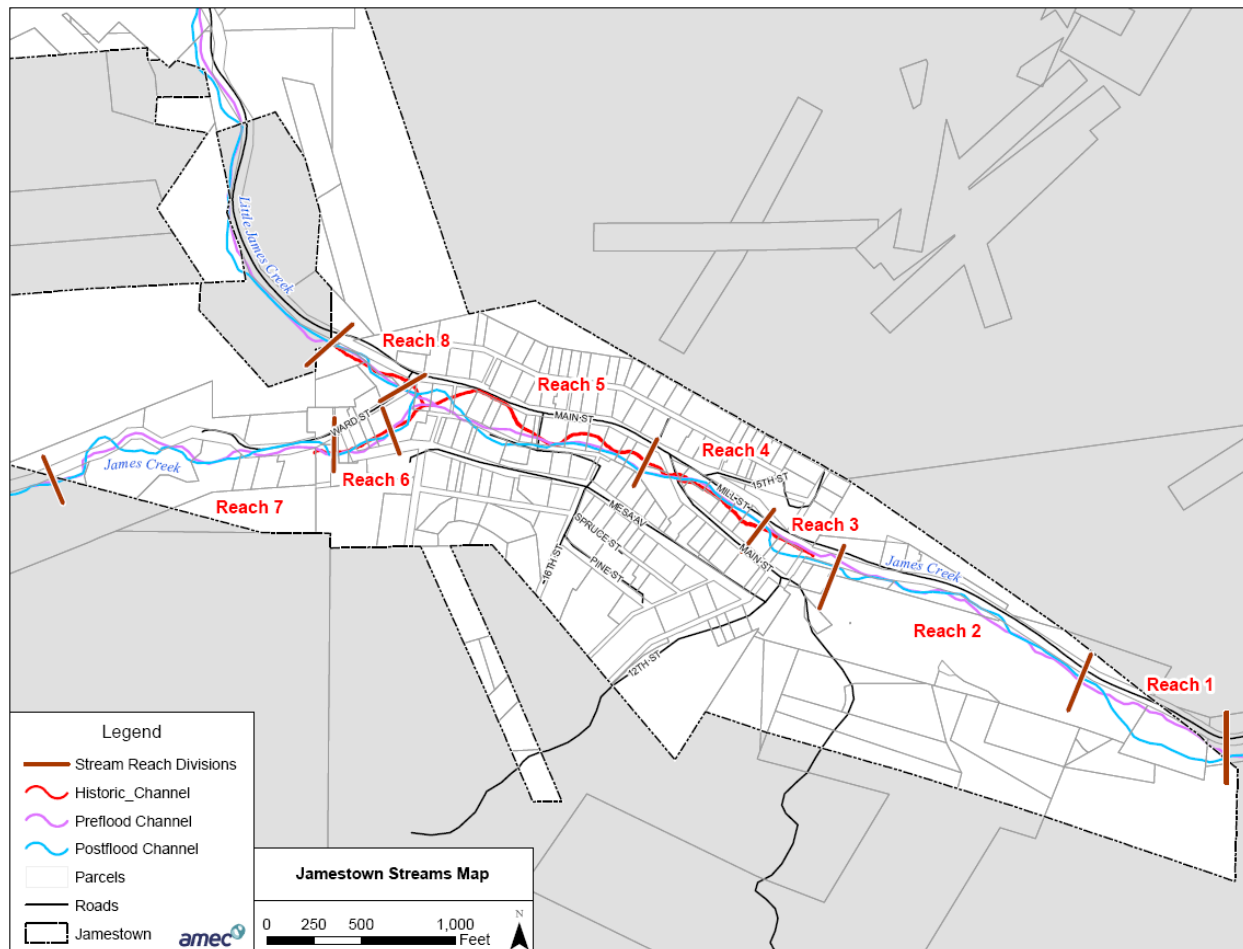 Little James Creek
Reach 8
Reach 5
WARD ST
MAIN ST
Reach 4
15TH ST
James Creek
Reach 6
MILL ST
Reach 3
Reach 7
MESA AV
SPRUCE ST
MAIN ST
James Creek
16TH ST
PINE ST
Reach 2
12TH ST
Reach 1
Legend
Stream Reach Divisions
Historic_Channel
Preflood Channel
Postflood Channel
Parcels
Roads
Jamestown
amec
Jamestown Streams Map
0 250 500 1,000
Feet
N